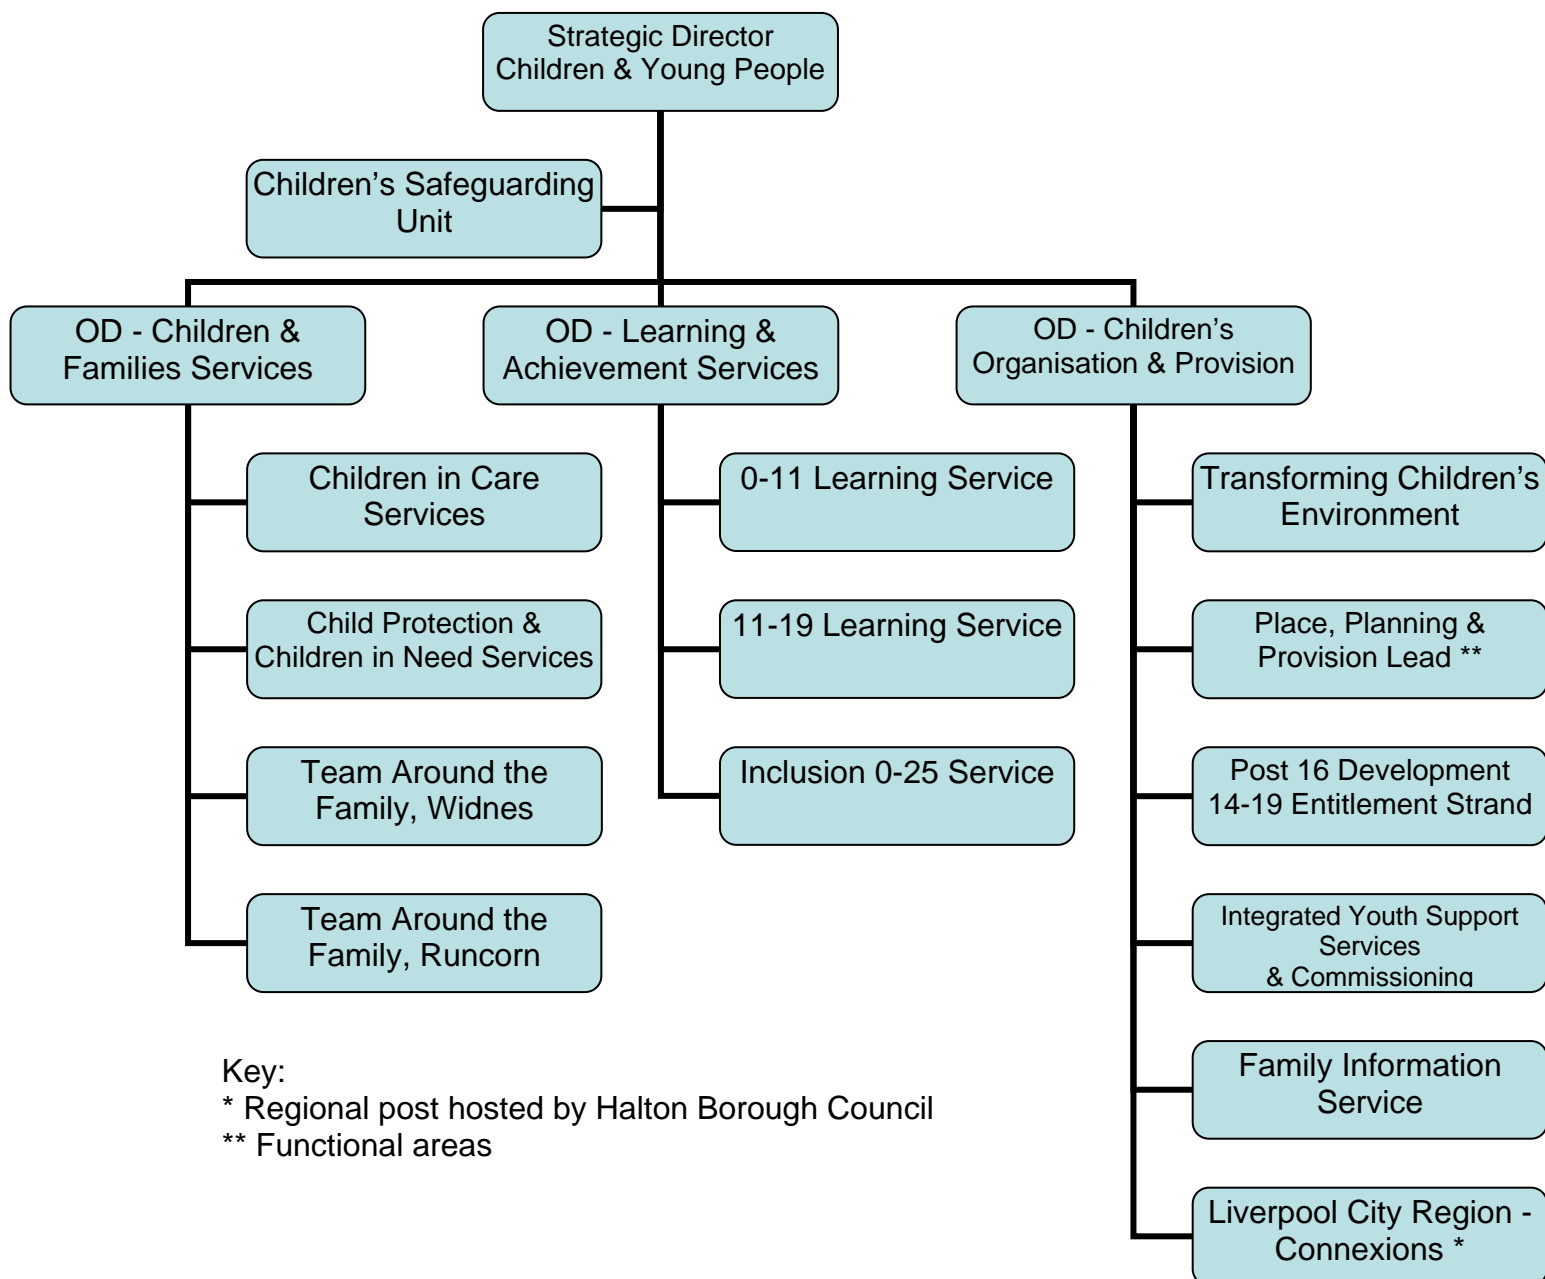 Strategic Director
Children & Young People
Children’s Safeguarding
Unit
OD - Children &
Families Services
OD - Learning &
Achievement Services
OD - Children’s
Organisation & Provision
Children in Care
Services
Child Protection &
Children in Need Services
Team Around the
Family, Widnes
Team Around the
Family, Runcorn
0-11 Learning Service
11-19 Learning Service
Inclusion 0-25 Service
Transforming Children’s
Environment
Place, Planning &
Provision Lead **
Post 16 Development
14-19 Entitlement Strand
Integrated Youth Support
Services
& Commissioning
Family Information
Service
Liverpool City Region -
Connexions *
Key:
* Regional post hosted by Halton Borough Council
** Functional areas